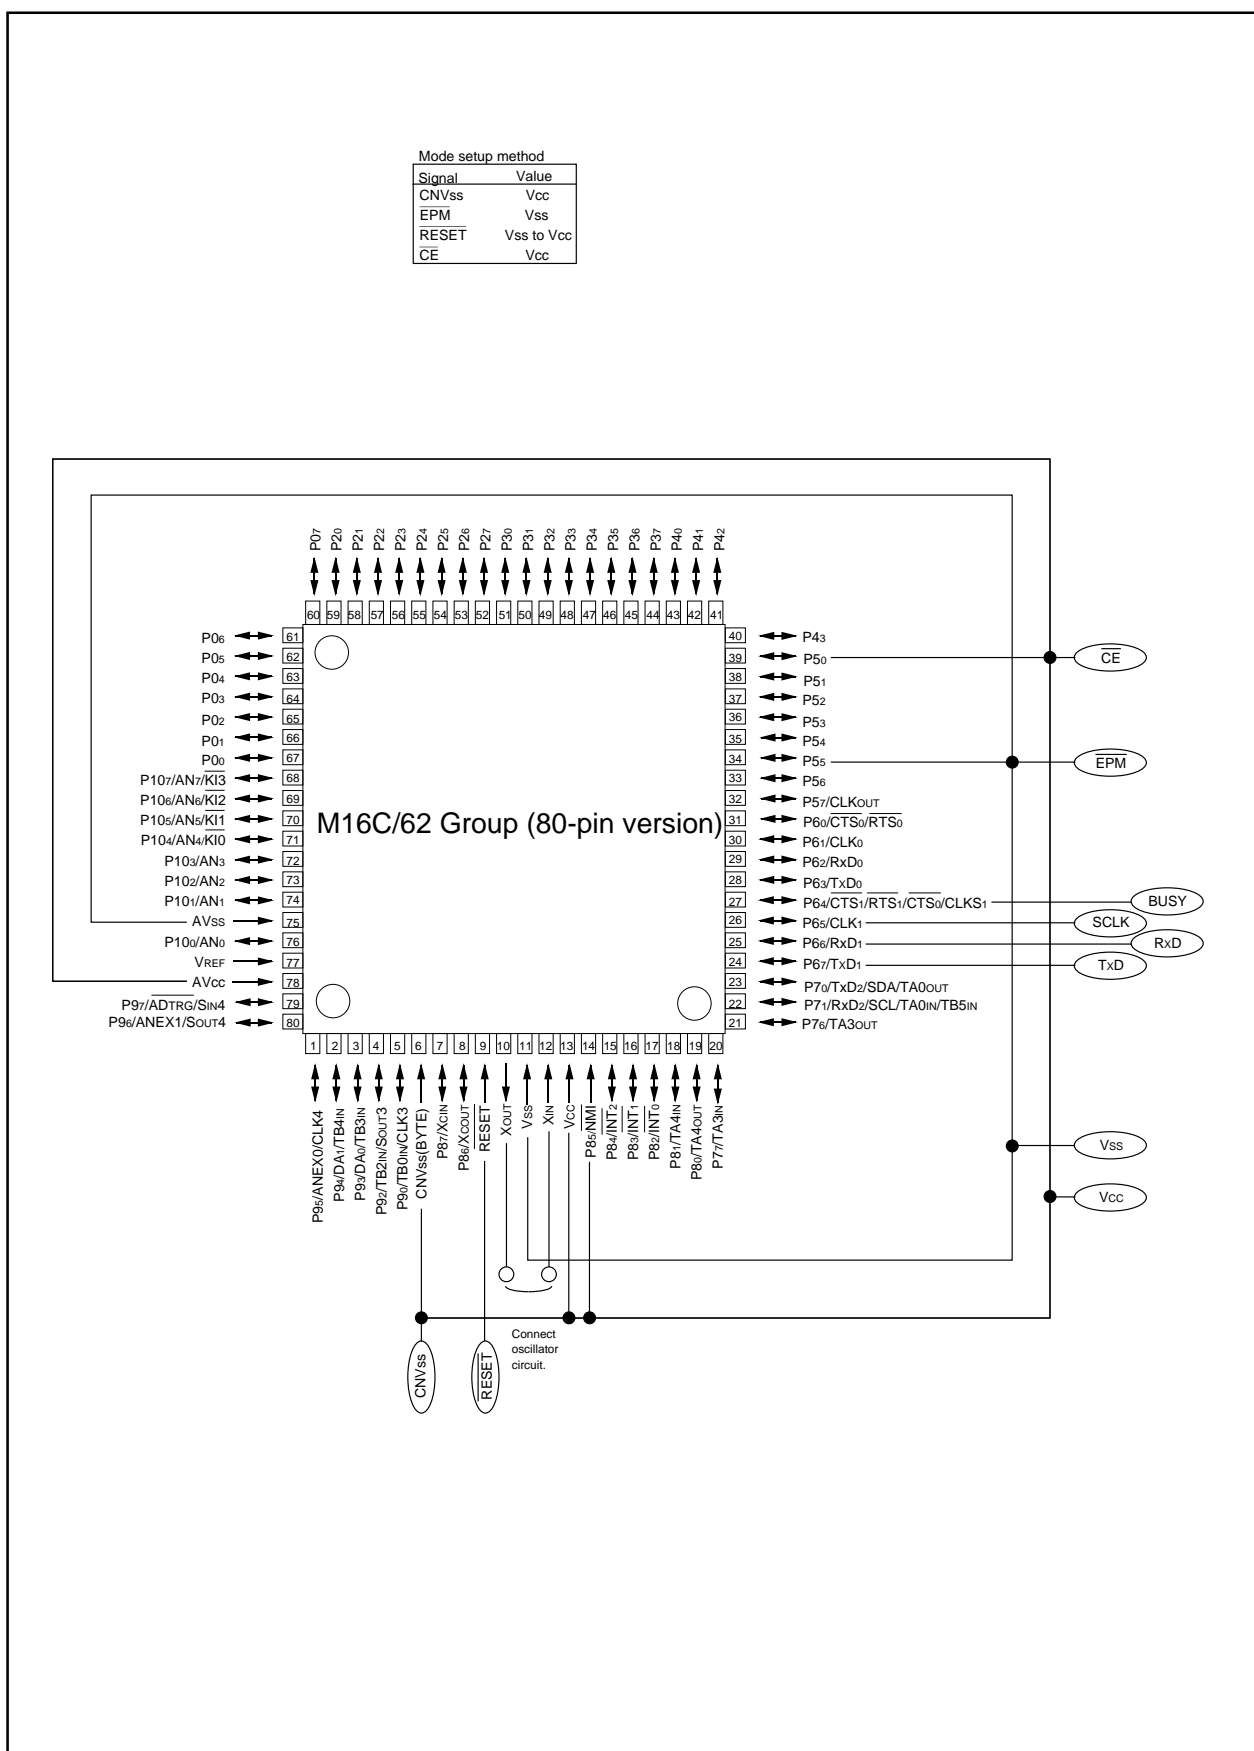 Mode setup method
Signal Value
CNVss Vcc
EPM Vss
RESET Vss to Vcc
CE Vcc
P07
P20
P21
P22
P23
P24
P25
P26
P27
P30
P31
P32
P33
P34
P35
P36
P37
P40
P41
P42
60 59 58 57 56 55 54 53 52 51 50 49 48 47 46 45 44 43 42 41
P06 61
P05 62
P04 63
P03 64
P02 65
P01 66
P00 67
P107/AN7/KI3 68
P106/AN6/KI2 69
P105/AN5/KI1 70
P104/AN4/KI0 71
P103/AN3 72
P102/AN2 73
P101/AN1 74
AVSS 75
P100/AN0 76
VREF 77
AVCC 78
P97/ADTRG/SIN4 79
P96/ANEX1/SOUT4 80
M16C/62 Group (80-pin version)
40 P43
39 P50
CE
38 P51
37 P52
36 P53
35 P54
34 P55
EPM
33 P56
32 P57/CLKOUT
31 P60/CTS0/RTS0
30 P61/CLK0
29 P62/RxD0
28 P63/TxD0
27 P64/CTS1/RTS1/CTS0/CLKS1
BUSY
26 P65/CLK1
SCLK
25 P66/RxD1
RxD
24 P67/TxD1
TxD
23 P70/TxD2/SDA/TA0OUT
22 P71/RxD2/SCL/TA0IN/TB5IN
21 P76/TA3OUT
1 2 3 4 5 6 7 8 9 10 11 12 13 14 15 16 17 18 19 20
P95/ANEX0/CLK4
P94/DA1/TB4IN
P93/DA0/TB3IN
P92/TB2IN/SOUT3
P90/TB0IN/CLK3
CNVSS(BYTE)
P87/XCIN
P86/XCOUT
RESET
XOUT
VSS
XIN
VCC
P85/NMI
P84/INT2
P83/INT1
P82/INT0
P81/TA4IN
P80/TA4OUT
P77/TA3IN
Vss
Vcc
Connect
oscillator
circuit.
CNVss
RESET